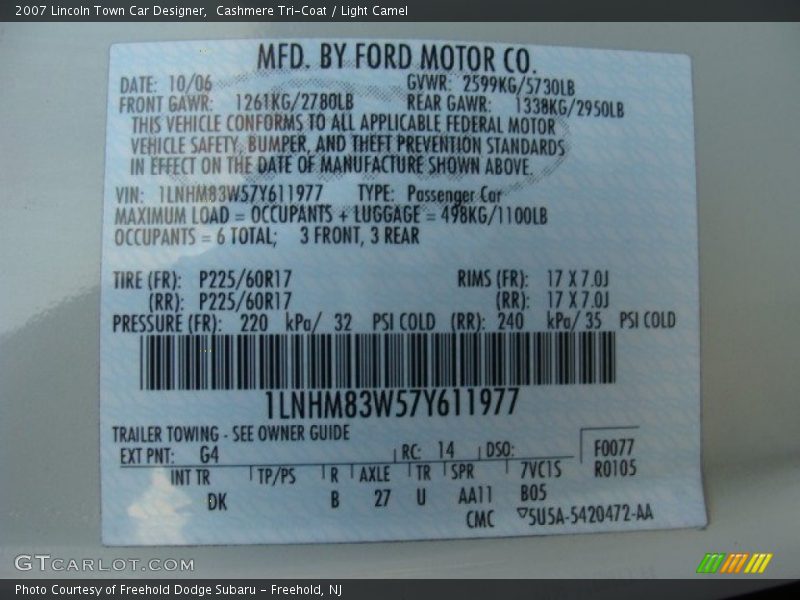 2007 Lincoln Town Car Designer,  Cashmere Tri-Coat / Light Camel
MFD. BY FORD MOTOR CO.
DATE: 10/06 GVWR: 2599KG/5730LB
FRONT GAWR: 1261KG/2780LB REAR GAWR: 1338KG/2950LB
THIS VEHICLE CONFORMS TO ALL APPLICABLE FEDERAL MOTOR
VEHICLE SAFETY, BUMPER, AND THEFT PREVENTION STANDARDS
IN EFFECT ON THE DATE OF MANUFACTURE SHOWN ABOVE.
VIN: 1LNHM83W57Y611977 TYPE: Passenger Car
MAXIMUM LOAD = OCCUPANTS + LUGGAGE = 498KG/1100LB
OCCUPANTS = 6 TOTAL; 3 FRONT, 3 REAR
TIRE (FR): P225/60R17 RIMS (FR): 17 X 7.0J
(RR): P225/60R17 (RR): 17 X 7.0J
PRESSURE (FR): 220 kPa/ 32 PSI COLD (RR): 240 kPa/ 35 PSI COLD
1LNHM83W57Y611977
TRAILER TOWING - SEE OWNER GUIDE
EXT PNT: G4 RC: 14 DSO: F0077
INT TR TP/PS R AXLE TR SPR 7VC1S R0105
DK B 27 U AA11 B05
CMC ▽5U5A-5420472-AA
GTCARLOT.COM
Photo Courtesy of Freehold Dodge Subaru - Freehold, NJ